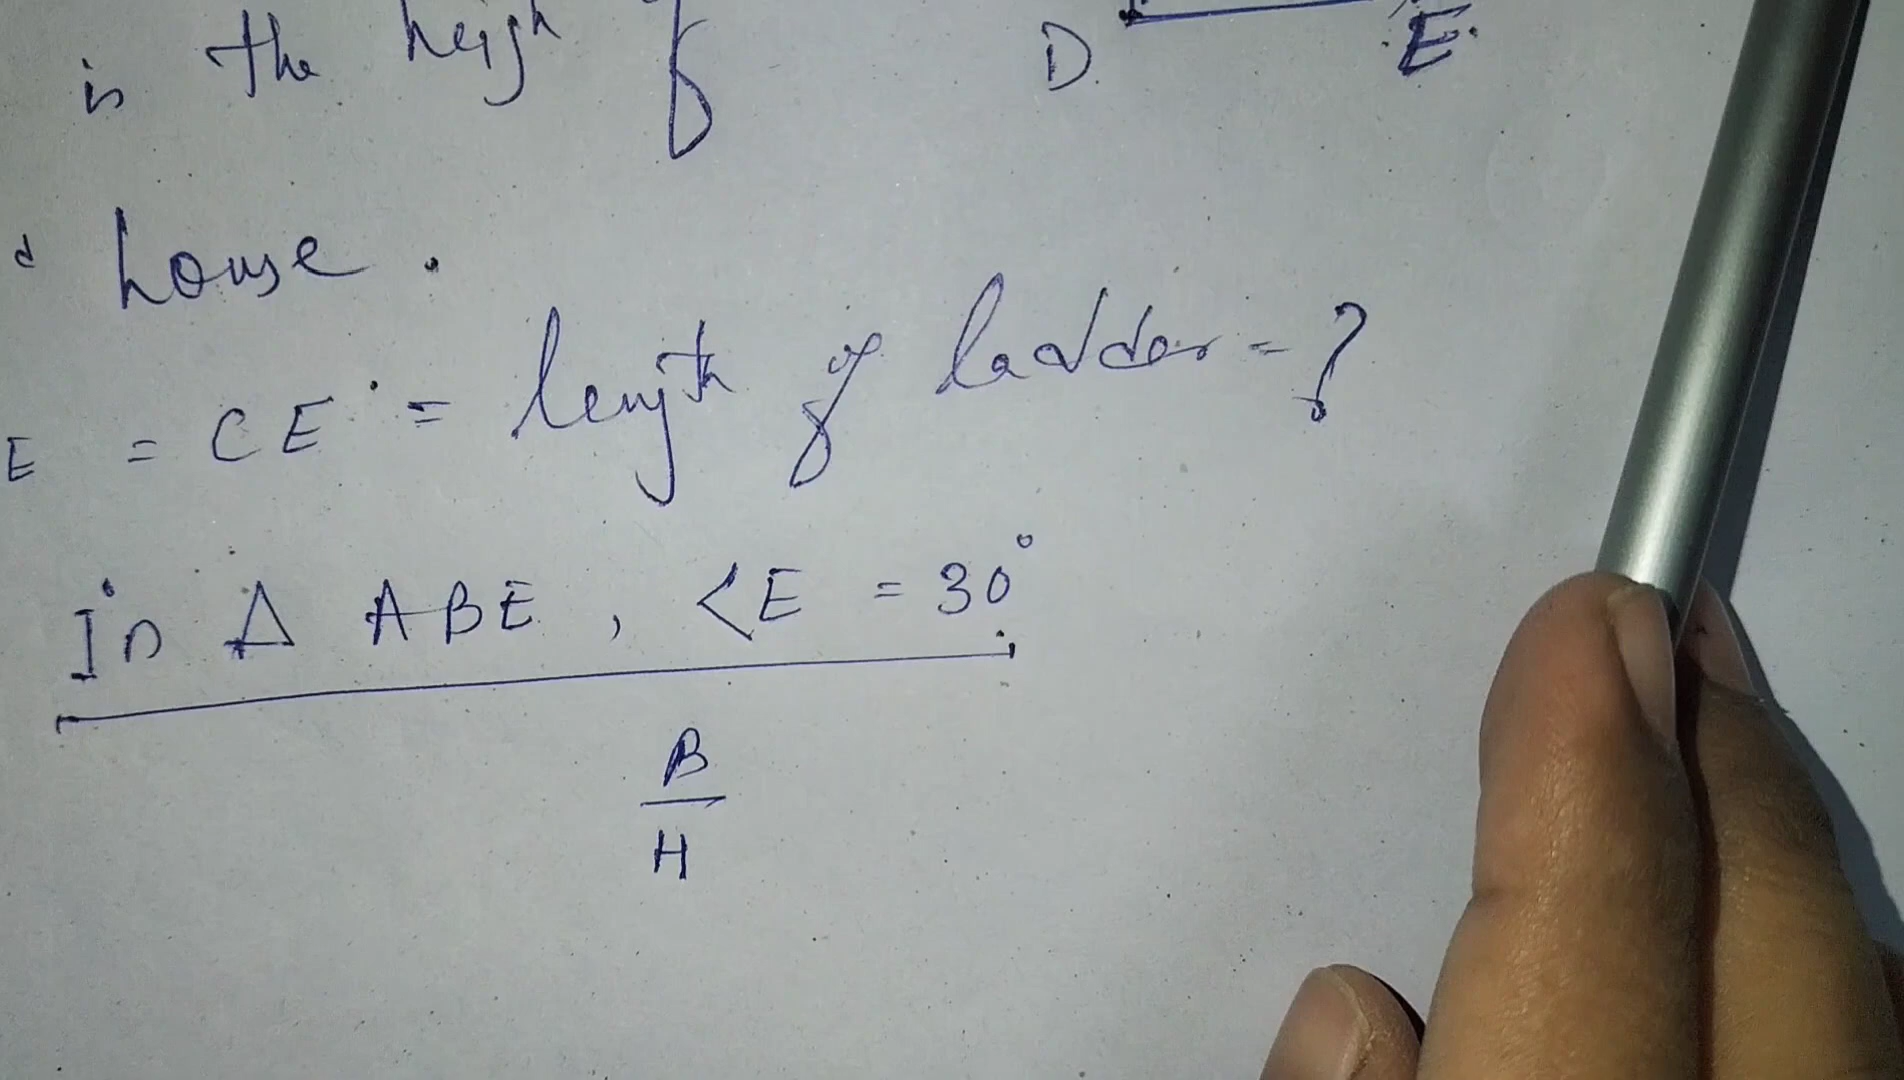 is the heigh of D. E.
d house.
E = CE = length of ladder = ?
In Δ ABE, <E = 30°
B
H